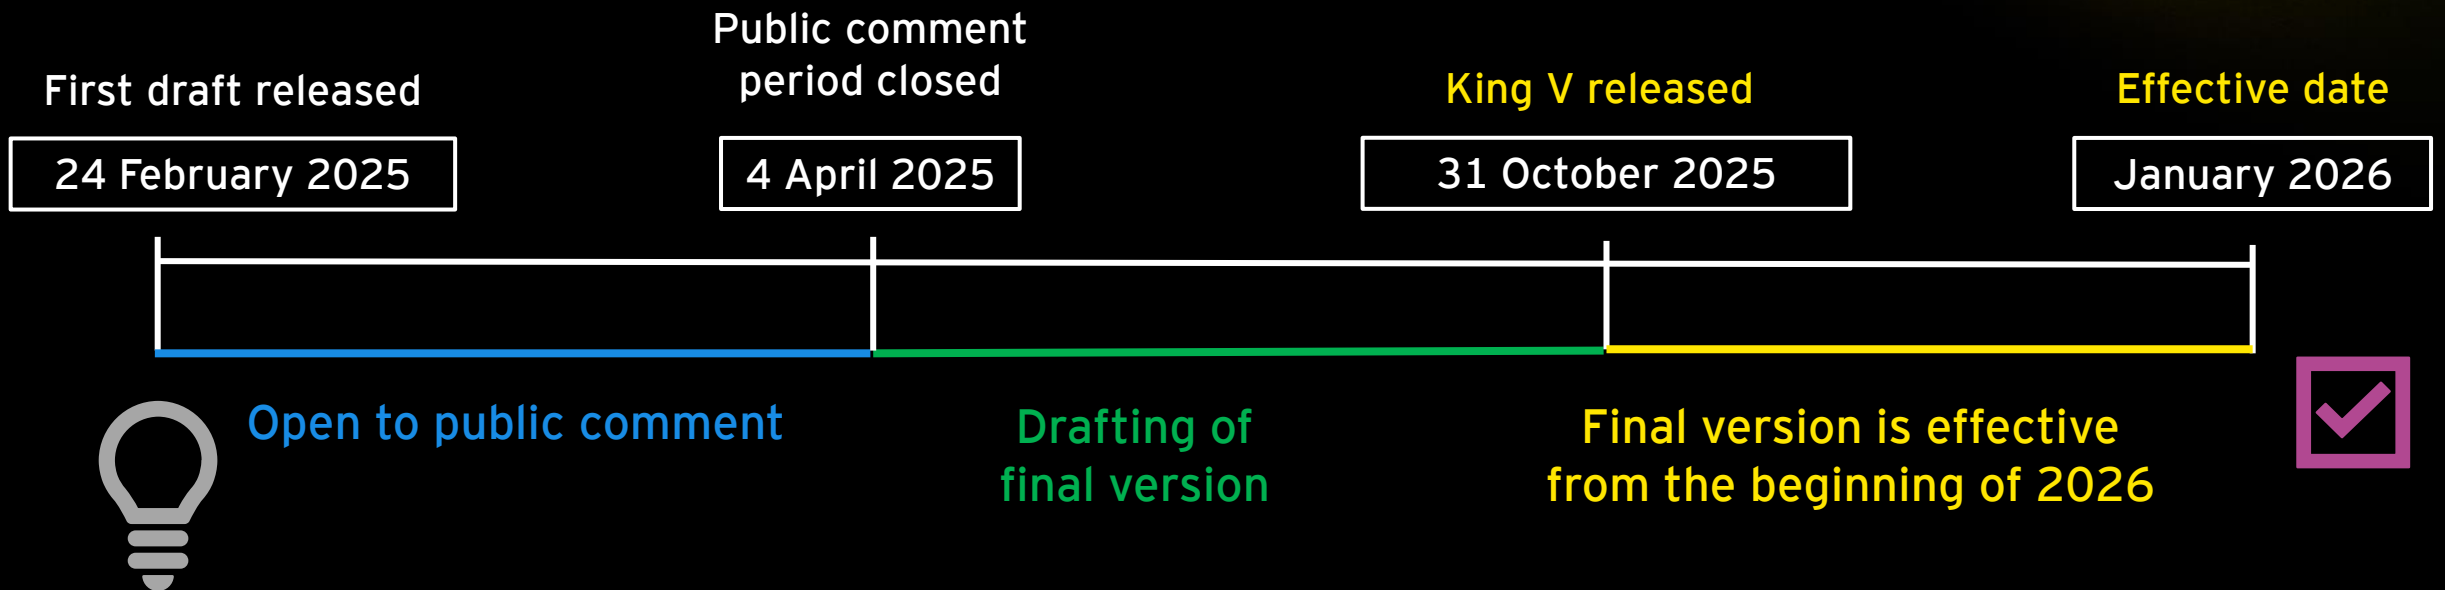 First draft released
24 February 2025
Public comment
period closed
4 April 2025
King V released
31 October 2025
Effective date
January 2026
Open to public comment
Drafting of
final version
Final version is effective
from the beginning of 2026